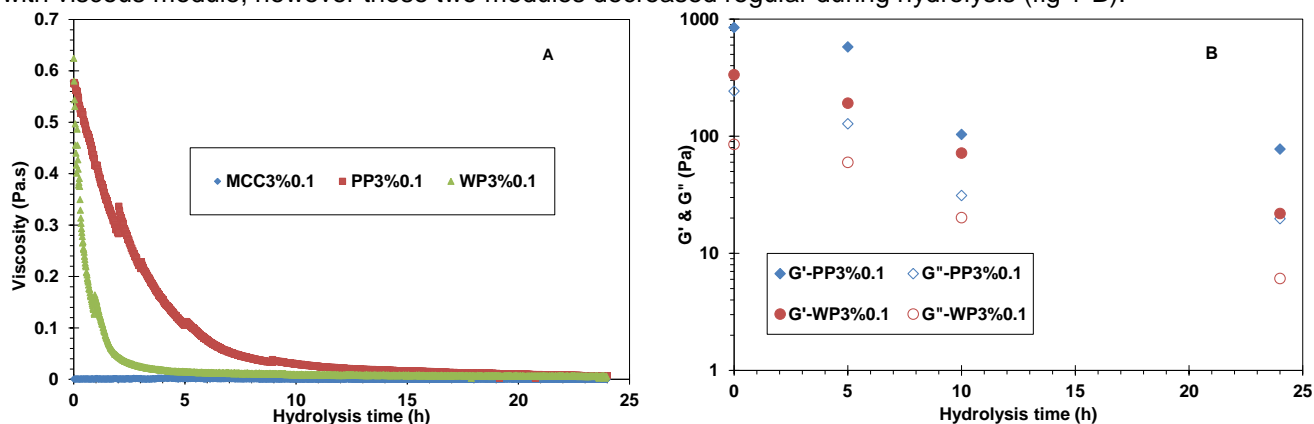 with viscous module, however these two modules decreased regular during hydrolysis (fig 1-B).
A
Viscosity (Pa.s)
0.7
0.6
0.5
0.4
0.3
0.2
0.1
0
MCC3%0.1 PP3%0.1 WP3%0.1
0 5 10 15 20 25
Hydrolysis time (h)
B
G' & G" (Pa)
1000
100
10
1
G'-PP3%0.1 G"-PP3%0.1
G'-WP3%0.1 G"-WP3%0.1
0 5 10 15 20 25
Hydrolysis time (h)